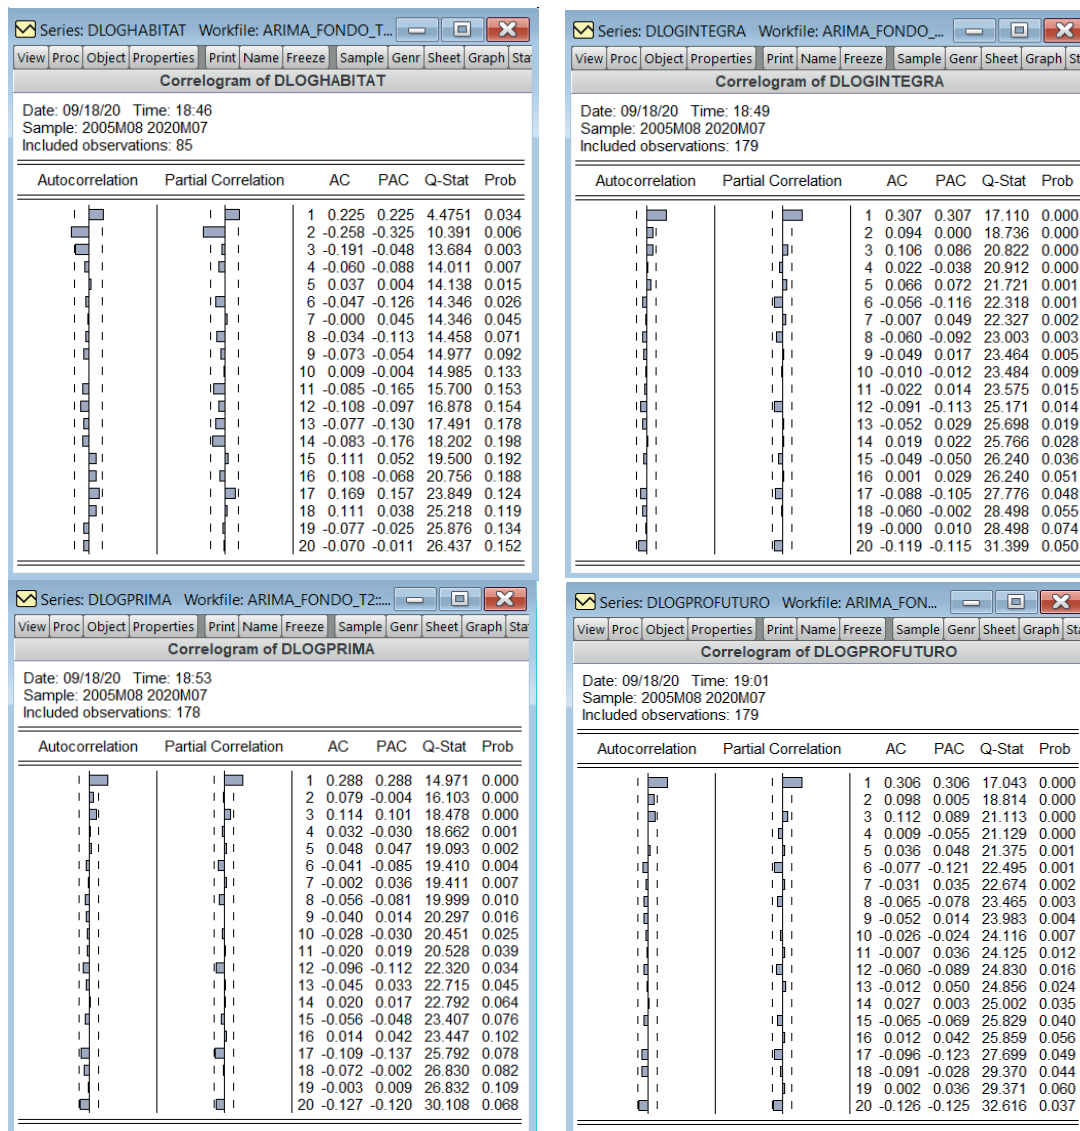 Series: DLOGHABITAT Workfile: ARIMA_FONDO_T...
View Proc Object Properties Print Name Freeze Sample Genr Sheet Graph Sta
Correlogram of DLOGHABITAT
Date: 09/18/20 Time: 18:46
Sample: 2005M08 2020M07
Included observations: 85
Autocorrelation Partial Correlation AC PAC Q-Stat Prob
1 0.225 0.225 4.4751 0.034
2 -0.258 -0.325 10.391 0.006
3 -0.191 -0.048 13.684 0.003
4 -0.060 -0.088 14.011 0.007
5 0.037 0.004 14.138 0.015
6 -0.047 -0.126 14.346 0.026
7 -0.000 0.045 14.346 0.045
8 -0.034 -0.113 14.458 0.071
9 -0.073 -0.054 14.977 0.092
10 0.009 -0.004 14.985 0.133
11 -0.085 -0.165 15.700 0.153
12 -0.108 -0.097 16.878 0.154
13 -0.077 -0.130 17.491 0.178
14 -0.083 -0.176 18.202 0.198
15 0.111 0.052 19.500 0.192
16 0.108 -0.068 20.756 0.188
17 0.169 0.157 23.849 0.124
18 0.111 0.038 25.218 0.119
19 -0.077 -0.025 25.876 0.134
20 -0.070 -0.011 26.437 0.152
Series: DLOGINTEGRA Workfile: ARIMA_FONDO_...
View Proc Object Properties Print Name Freeze Sample Genr Sheet Graph St
Correlogram of DLOGINTEGRA
Date: 09/18/20 Time: 18:49
Sample: 2005M08 2020M07
Included observations: 179
Autocorrelation Partial Correlation AC PAC Q-Stat Prob
1 0.307 0.307 17.110 0.000
2 0.094 0.000 18.736 0.000
3 0.106 0.086 20.822 0.000
4 0.022 -0.038 20.912 0.000
5 0.066 0.072 21.721 0.001
6 -0.056 -0.116 22.318 0.001
7 -0.007 0.049 22.327 0.002
8 -0.060 -0.092 23.003 0.003
9 -0.049 0.017 23.464 0.005
10 -0.010 -0.012 23.484 0.009
11 -0.022 0.014 23.575 0.015
12 -0.091 -0.113 25.171 0.014
13 -0.052 0.029 25.698 0.019
14 0.019 0.022 25.766 0.028
15 -0.049 -0.050 26.240 0.036
16 0.001 0.029 26.240 0.051
17 -0.088 -0.105 27.776 0.048
18 -0.060 -0.002 28.498 0.055
19 -0.000 0.010 28.498 0.074
20 -0.119 -0.115 31.399 0.050
Series: DLOGPRIMA Workfile: ARIMA_FONDO_T2::...
View Proc Object Properties Print Name Freeze Sample Genr Sheet Graph Sta
Correlogram of DLOGPRIMA
Date: 09/18/20 Time: 18:53
Sample: 2005M08 2020M07
Included observations: 178
Autocorrelation Partial Correlation AC PAC Q-Stat Prob
1 0.288 0.288 14.971 0.000
2 0.079 -0.004 16.103 0.000
3 0.114 0.101 18.478 0.000
4 0.032 -0.030 18.662 0.001
5 0.048 0.047 19.093 0.002
6 -0.041 -0.085 19.410 0.004
7 -0.002 0.036 19.411 0.007
8 -0.056 -0.081 19.999 0.010
9 -0.040 0.014 20.297 0.016
10 -0.028 -0.030 20.451 0.025
11 -0.020 0.019 20.528 0.039
12 -0.096 -0.112 22.320 0.034
13 -0.045 0.033 22.715 0.045
14 0.020 0.017 22.792 0.064
15 -0.056 -0.048 23.407 0.076
16 0.014 0.042 23.447 0.102
17 -0.109 -0.137 25.792 0.078
18 -0.072 -0.002 26.830 0.082
19 -0.003 0.009 26.832 0.109
20 -0.127 -0.120 30.108 0.068
Series: DLOGPROFUTURO Workfile: ARIMA_FON...
View Proc Object Properties Print Name Freeze Sample Genr Sheet Graph Sta
Correlogram of DLOGPROFUTURO
Date: 09/18/20 Time: 19:01
Sample: 2005M08 2020M07
Included observations: 179
Autocorrelation Partial Correlation AC PAC Q-Stat Prob
1 0.306 0.306 17.043 0.000
2 0.098 0.005 18.814 0.000
3 0.112 0.089 21.113 0.000
4 0.009 -0.055 21.129 0.000
5 0.036 0.048 21.375 0.001
6 -0.077 -0.121 22.495 0.001
7 -0.031 0.035 22.674 0.002
8 -0.065 -0.078 23.465 0.003
9 -0.052 0.014 23.983 0.004
10 -0.026 -0.024 24.116 0.007
11 -0.007 0.036 24.125 0.012
12 -0.060 -0.089 24.830 0.016
13 -0.012 0.050 24.856 0.024
14 0.027 0.003 25.002 0.035
15 -0.065 -0.069 25.829 0.040
16 0.012 0.042 25.859 0.056
17 -0.096 -0.123 27.699 0.049
18 -0.091 -0.028 29.370 0.044
19 0.002 0.036 29.371 0.060
20 -0.126 -0.125 32.616 0.037